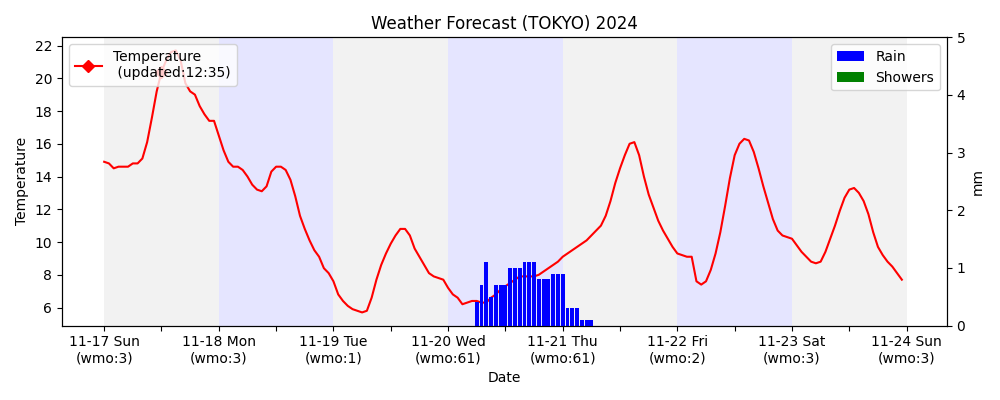 Weather Forecast (TOKYO) 2024
Temperature
(updated:12:35)
Rain
Showers
Temperature
22
20
18
16
14
12
10
8
6
5
4
3
2
1
0
mm
11-17 Sun
(wmo:3)
11-18 Mon
(wmo:3)
11-19 Tue
(wmo:1)
11-20 Wed
(wmo:61)
11-21 Thu
(wmo:61)
11-22 Fri
(wmo:2)
11-23 Sat
(wmo:3)
11-24 Sun
(wmo:3)
Date